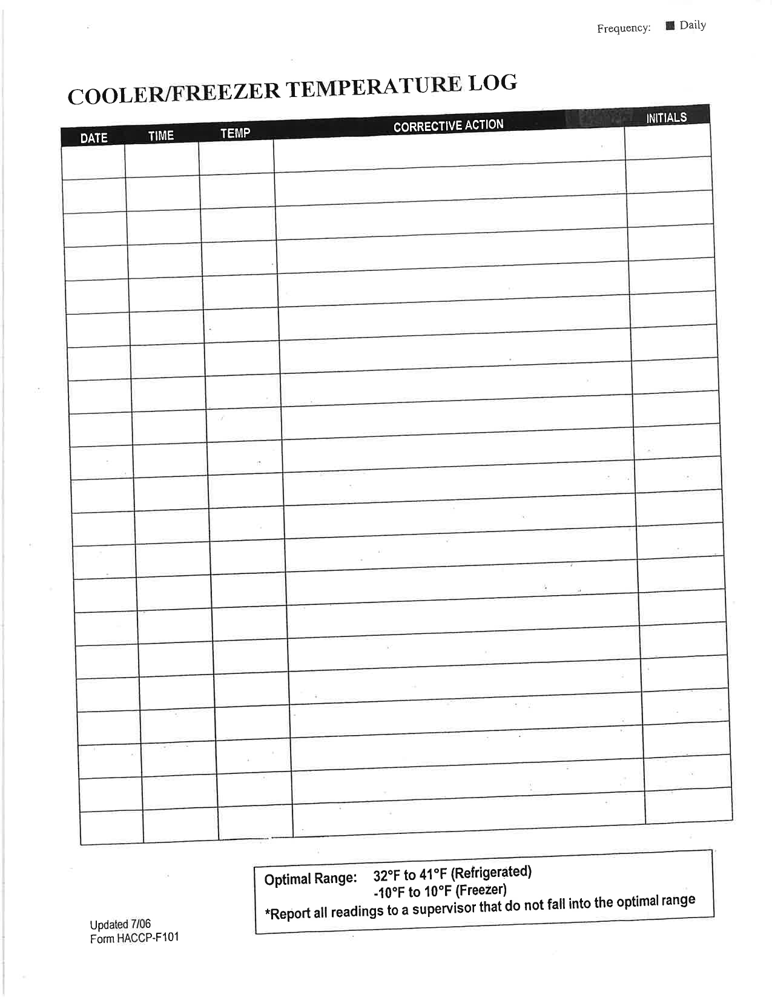 Frequency: ■ Daily
COOLER/FREEZER TEMPERATURE LOG
DATE TIME TEMP CORRECTIVE ACTION INITIALS
Optimal Range: 32°F to 41°F (Refrigerated)
-10°F to 10°F (Freezer)
*Report all readings to a supervisor that do not fall into the optimal range
Updated 7/06
Form HACCP-F101